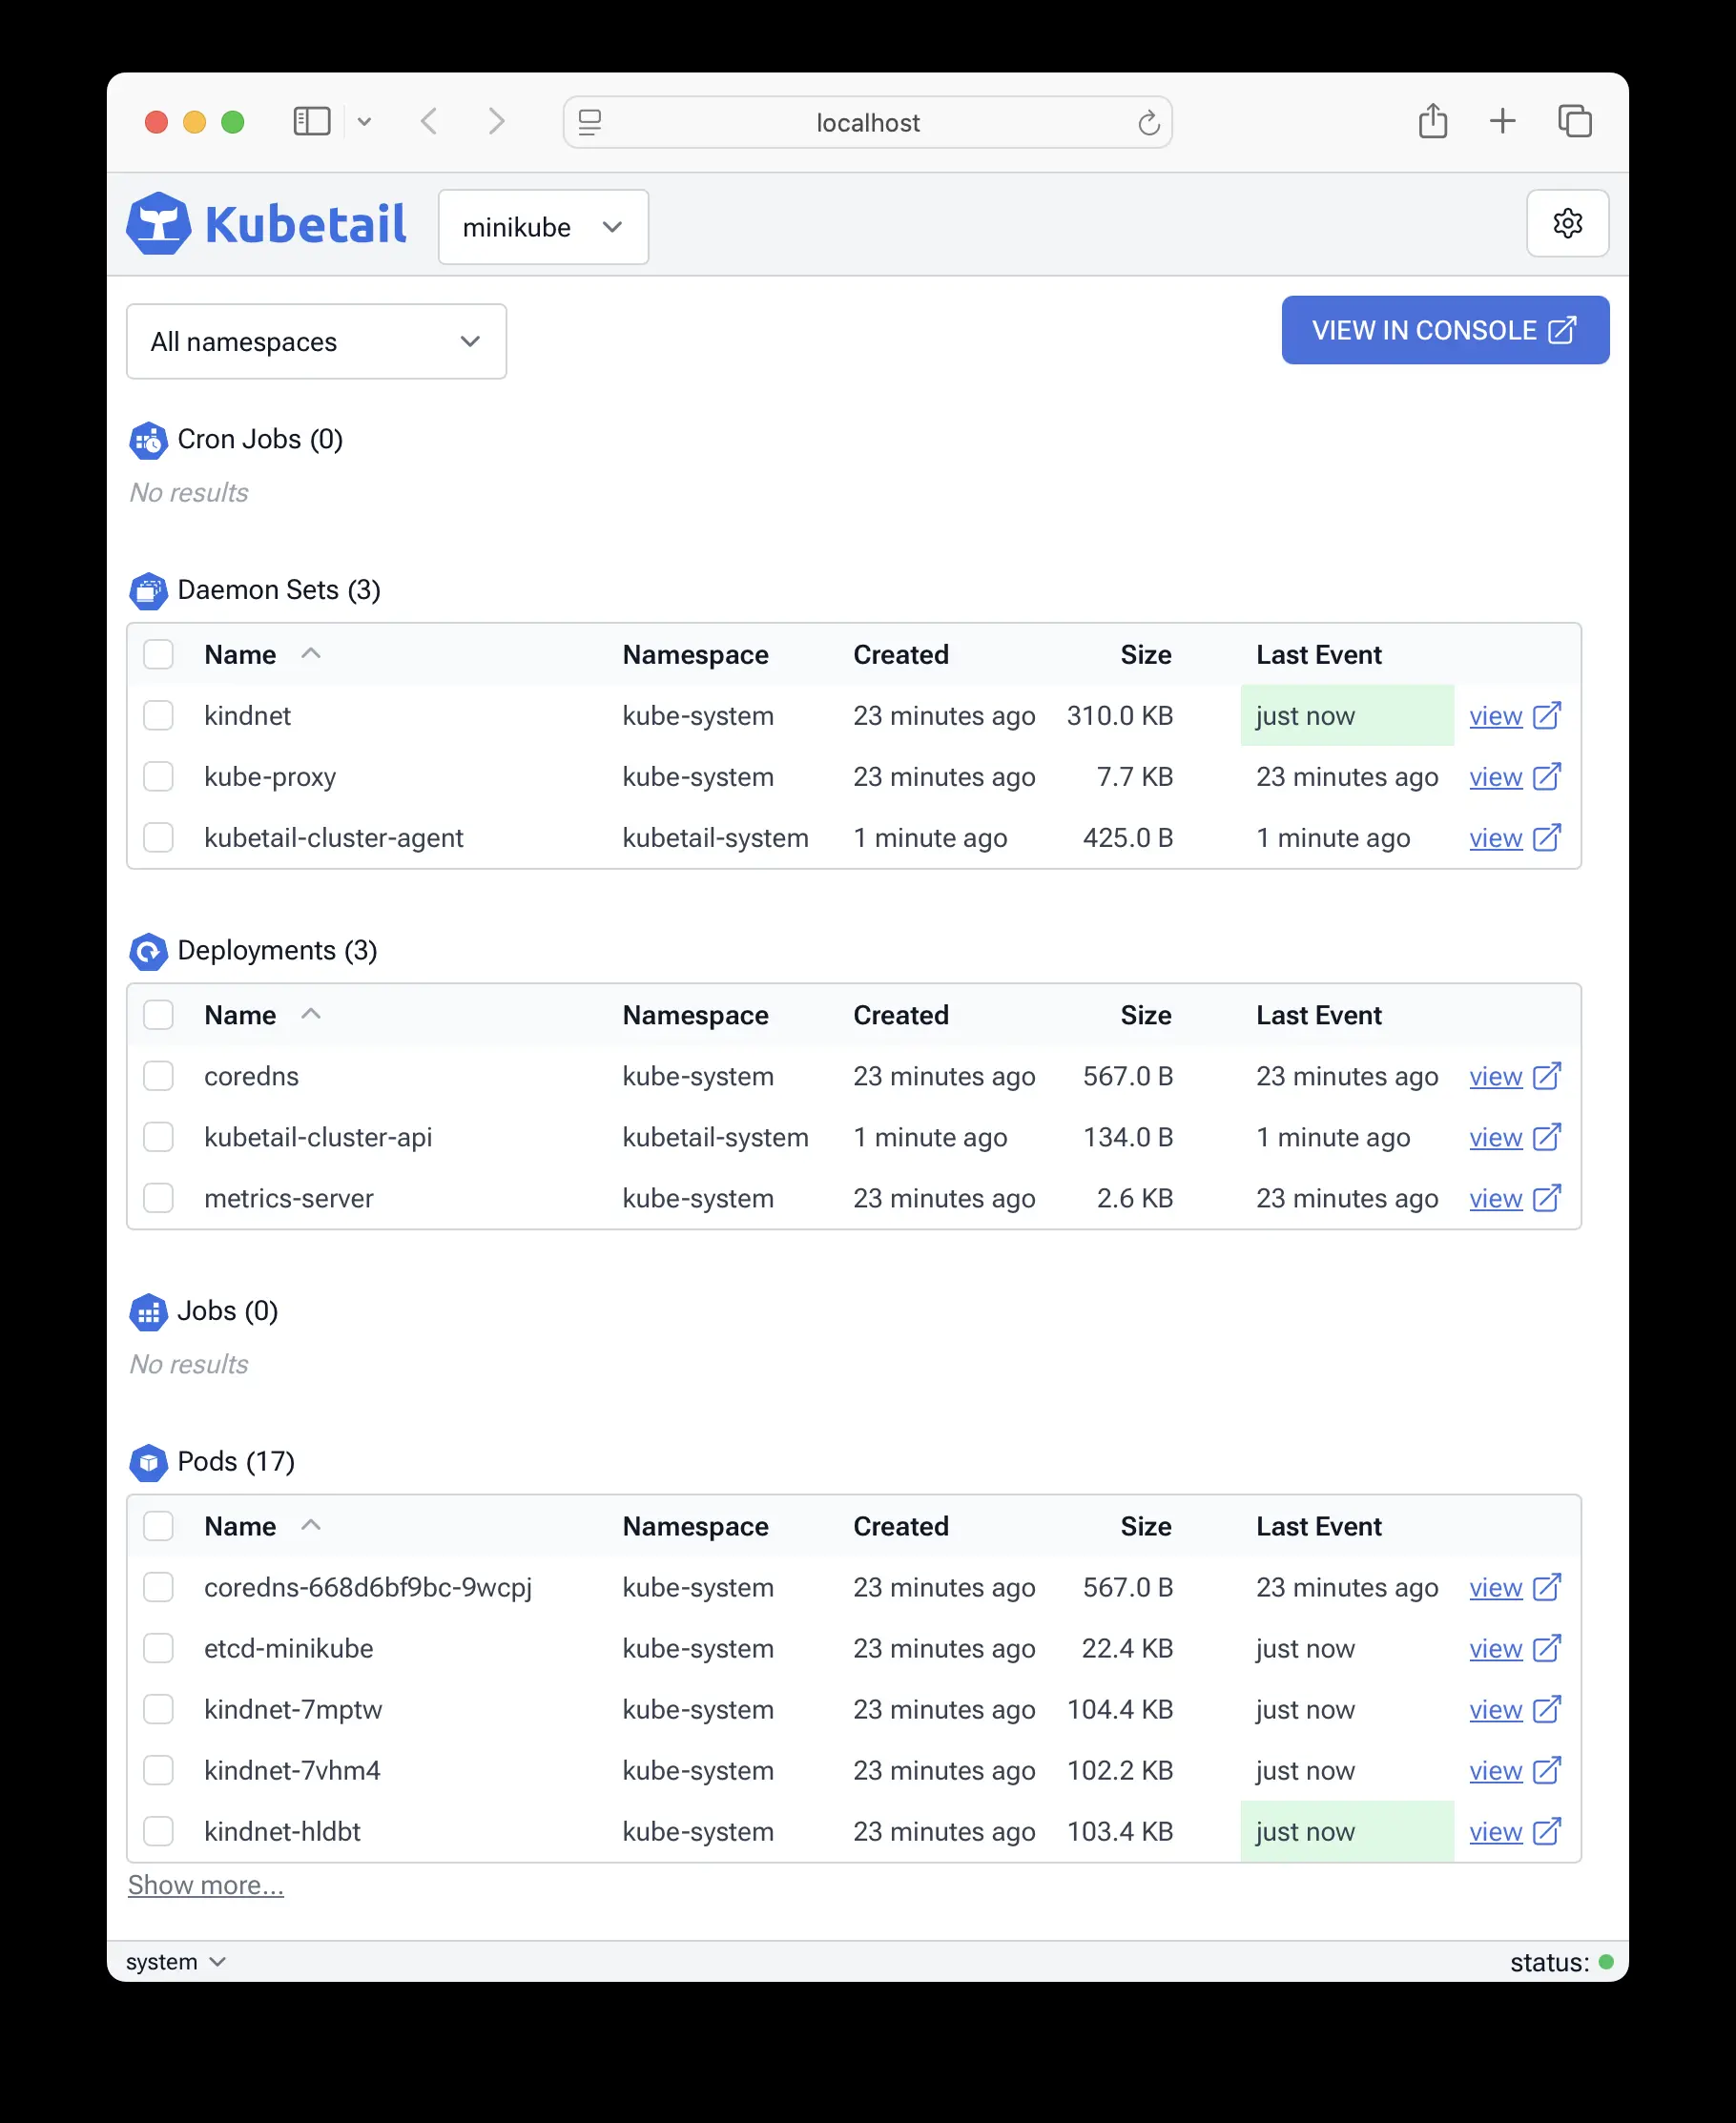 localhost
Kubetail minikube
All namespaces VIEW IN CONSOLE
Cron Jobs (0)
No results
Daemon Sets (3)
Name Namespace Created Size Last Event
kindnet kube-system 23 minutes ago 310.0 KB just now view
kube-proxy kube-system 23 minutes ago 7.7 KB 23 minutes ago view
kubetail-cluster-agent kubetail-system 1 minute ago 425.0 B 1 minute ago view
Deployments (3)
Name Namespace Created Size Last Event
coredns kube-system 23 minutes ago 567.0 B 23 minutes ago view
kubetail-cluster-api kubetail-system 1 minute ago 134.0 B 1 minute ago view
metrics-server kube-system 23 minutes ago 2.6 KB 23 minutes ago view
Jobs (0)
No results
Pods (17)
Name Namespace Created Size Last Event
coredns-668d6bf9bc-9wcpj kube-system 23 minutes ago 567.0 B 23 minutes ago view
etcd-minikube kube-system 23 minutes ago 22.4 KB just now view
kindnet-7mptw kube-system 23 minutes ago 104.4 KB just now view
kindnet-7vhm4 kube-system 23 minutes ago 102.2 KB just now view
kindnet-hldbt kube-system 23 minutes ago 103.4 KB just now view
Show more...
system status: